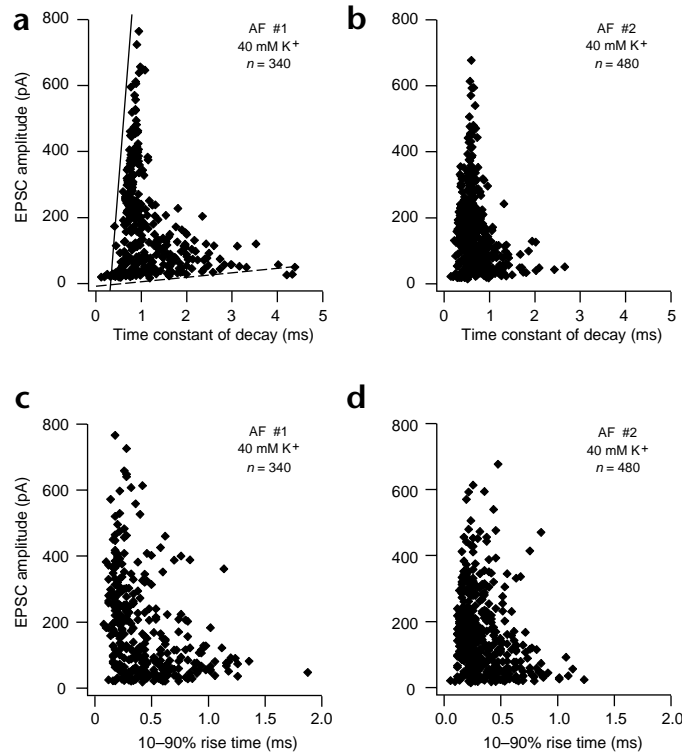 a
800
600
400
200
0
EPSC amplitude (pA)
AF #1
40 mM K+
n = 340
0 1 2 3 4 5
Time constant of decay (ms)
b
800
600
400
200
0
AF #2
40 mM K+
n = 480
0 1 2 3 4 5
Time constant of decay (ms)
c
800
600
400
200
0
EPSC amplitude (pA)
AF #1
40 mM K+
n = 340
0 0.5 1.0 1.5 2.0
10–90% rise time (ms)
d
800
600
400
200
0
AF #2
40 mM K+
n = 480
0.0 0.5 1.0 1.5 2.0
10–90% rise time (ms)